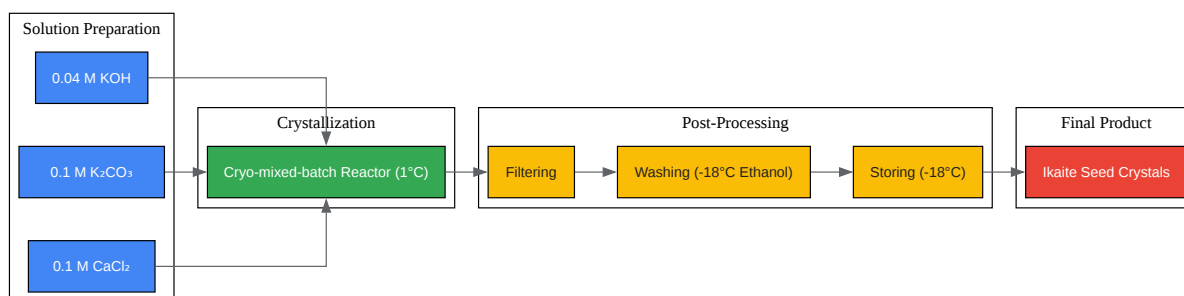 Solution Preparation
0.04 M KOH
0.1 M K₂CO₃
0.1 M CaCl₂
Crystallization
Cryo-mixed-batch Reactor (1°C)
Post-Processing
Filtering
Washing (-18°C Ethanol)
Storing (-18°C)
Final Product
Ikaite Seed Crystals